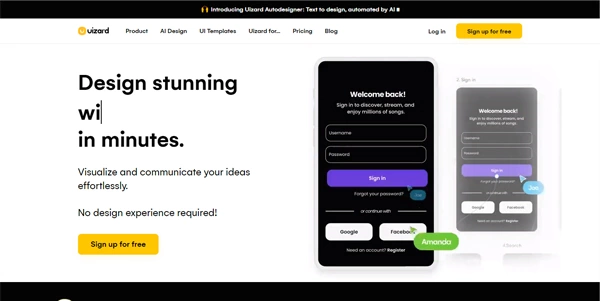 🙌 Introducing Uizard Autodesigner: Text to design, automated by AI
uizard Product AI Design UI Templates Uizard for... Pricing Blog Log in Sign up for free
Design stunning
wi
in minutes.
Visualize and communicate your ideas
effortlessly.
No design experience required!
Sign up for free
Welcome back!
Sign in to discover, stream, and
enjoy millions of songs.
Username
Password
Sign in
Forgot your password?
or continue with
Google Facebook
Amanda
Need an account? Register
2. Sign in
Welcome back!
Sign in to discover, stream, and
enjoy millions of songs.
Username
Password
Sign in
Forgot your password?
Joe
or continue with
Google Facebook
Need an account? Register